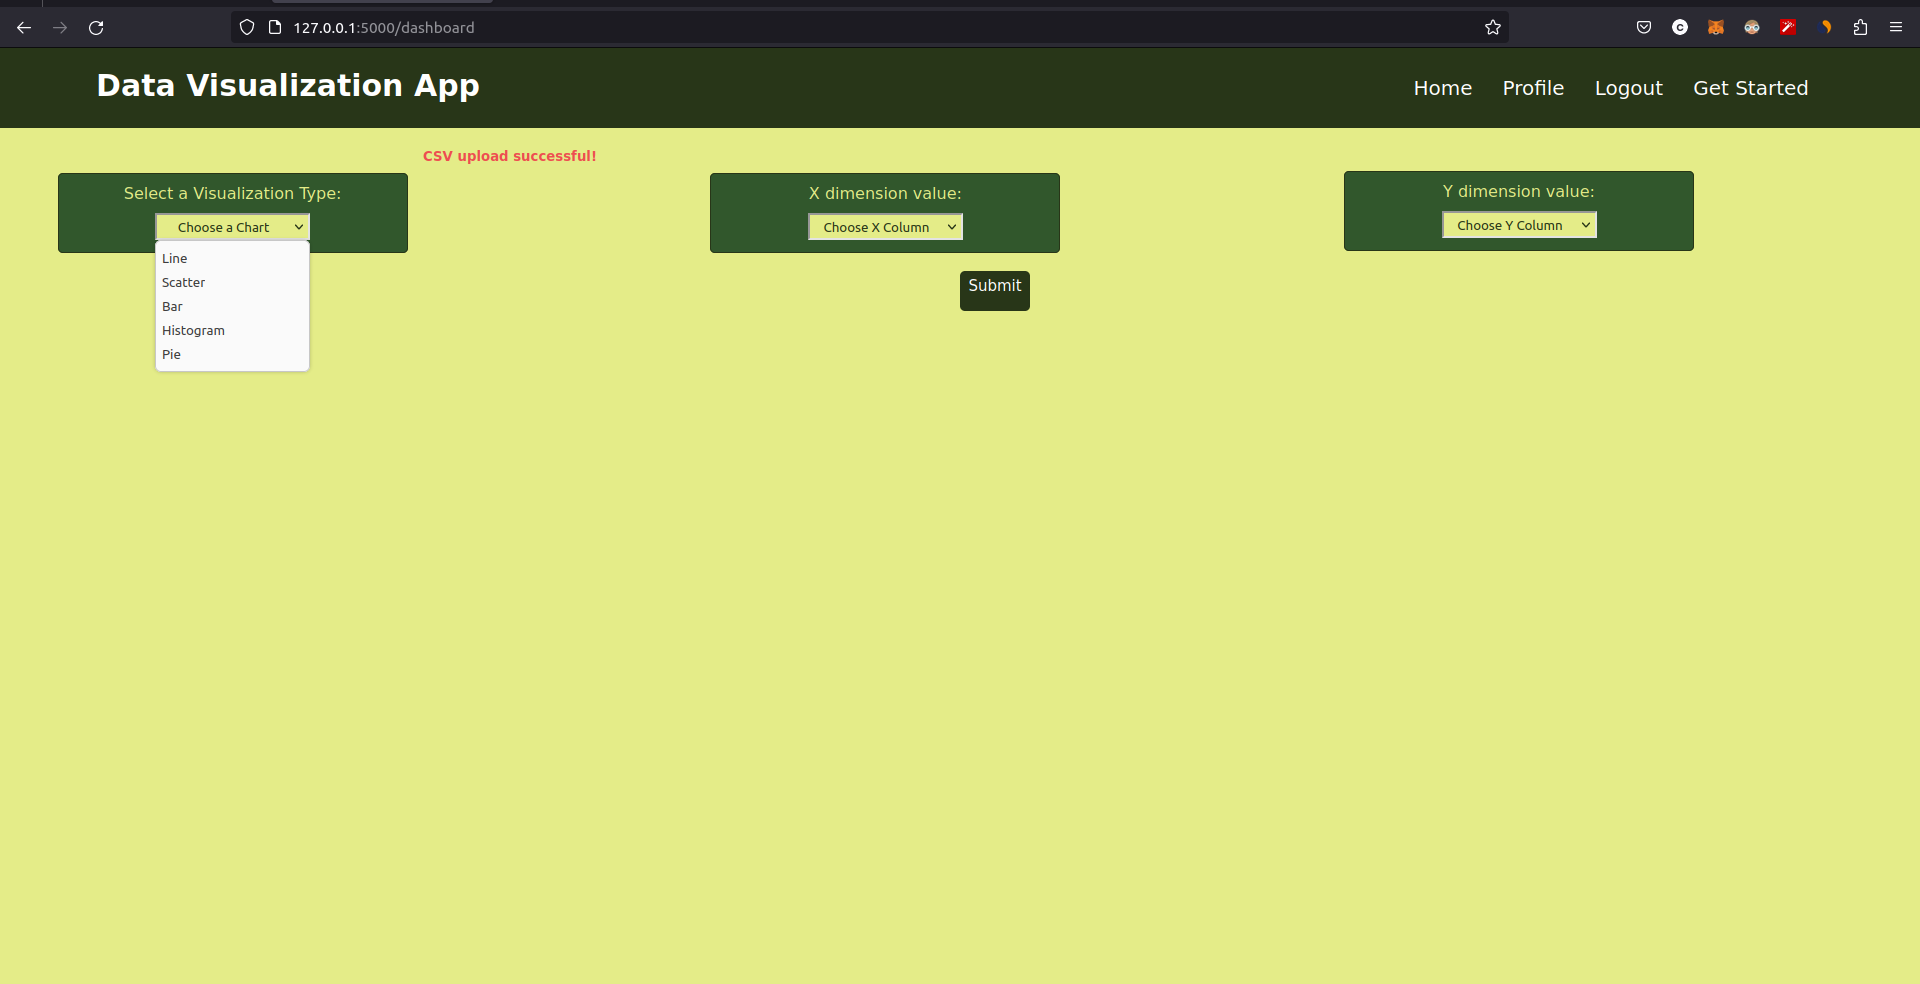 127.0.0.1:5000/dashboard
C
Data Visualization App
Home Profile Logout Get Started
CSV upload successful!
Select a Visualization Type:
Choose a Chart
Line
Scatter
Bar
Histogram
Pie
X dimension value:
Choose X Column
Y dimension value:
Choose Y Column
Submit